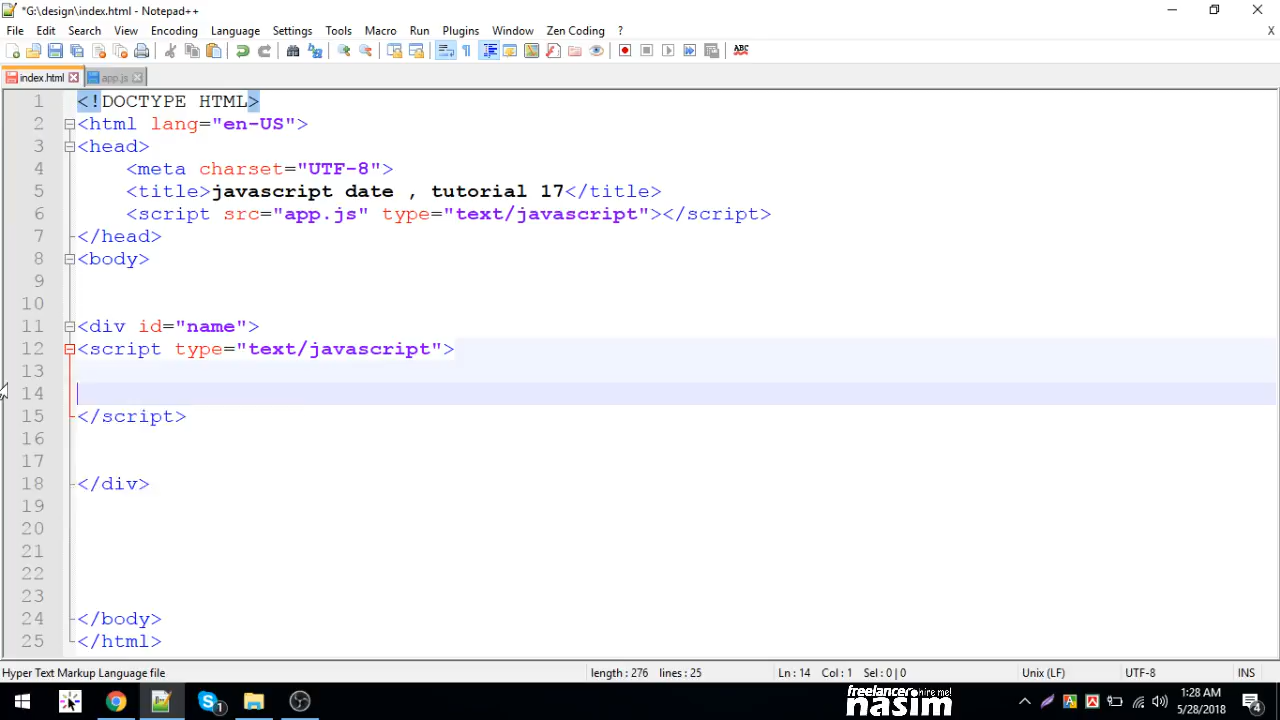 *G:\design\index.html - Notepad++
File Edit Search View Encoding Language Settings Tools Macro Run Plugins Window Zen Coding ? X
index.html app.js
1 <!DOCTYPE HTML>
2 <html lang="en-US">
3 <head>
4 <meta charset="UTF-8">
5 <title>javascript date , tutorial 17</title>
6 <script src="app.js" type="text/javascript"></script>
7 </head>
8 <body>
9
10
11 <div id="name">
12 <script type="text/javascript">
13
14
15 </script>
16
17
18 </div>
19
20
21
22
23
24 </body>
25 </html>
Hyper Text Markup Language file length : 276 lines : 25 Ln : 14 Col : 1 Sel : 0 | 0 Unix (LF) UTF-8 INS
freelancer hire me!
nasim
1:28 AM
5/28/2018